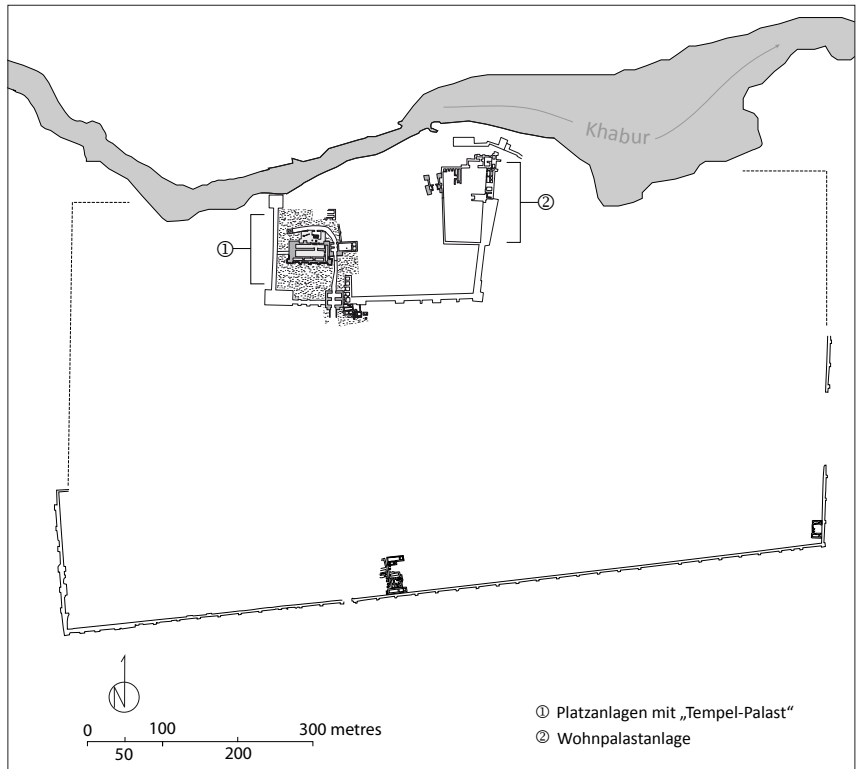 Khabur
①
②
N
0 100 300 metres
50 200
① Platzanlagen mit „Tempel-Palast“
② Wohnpalastanlage